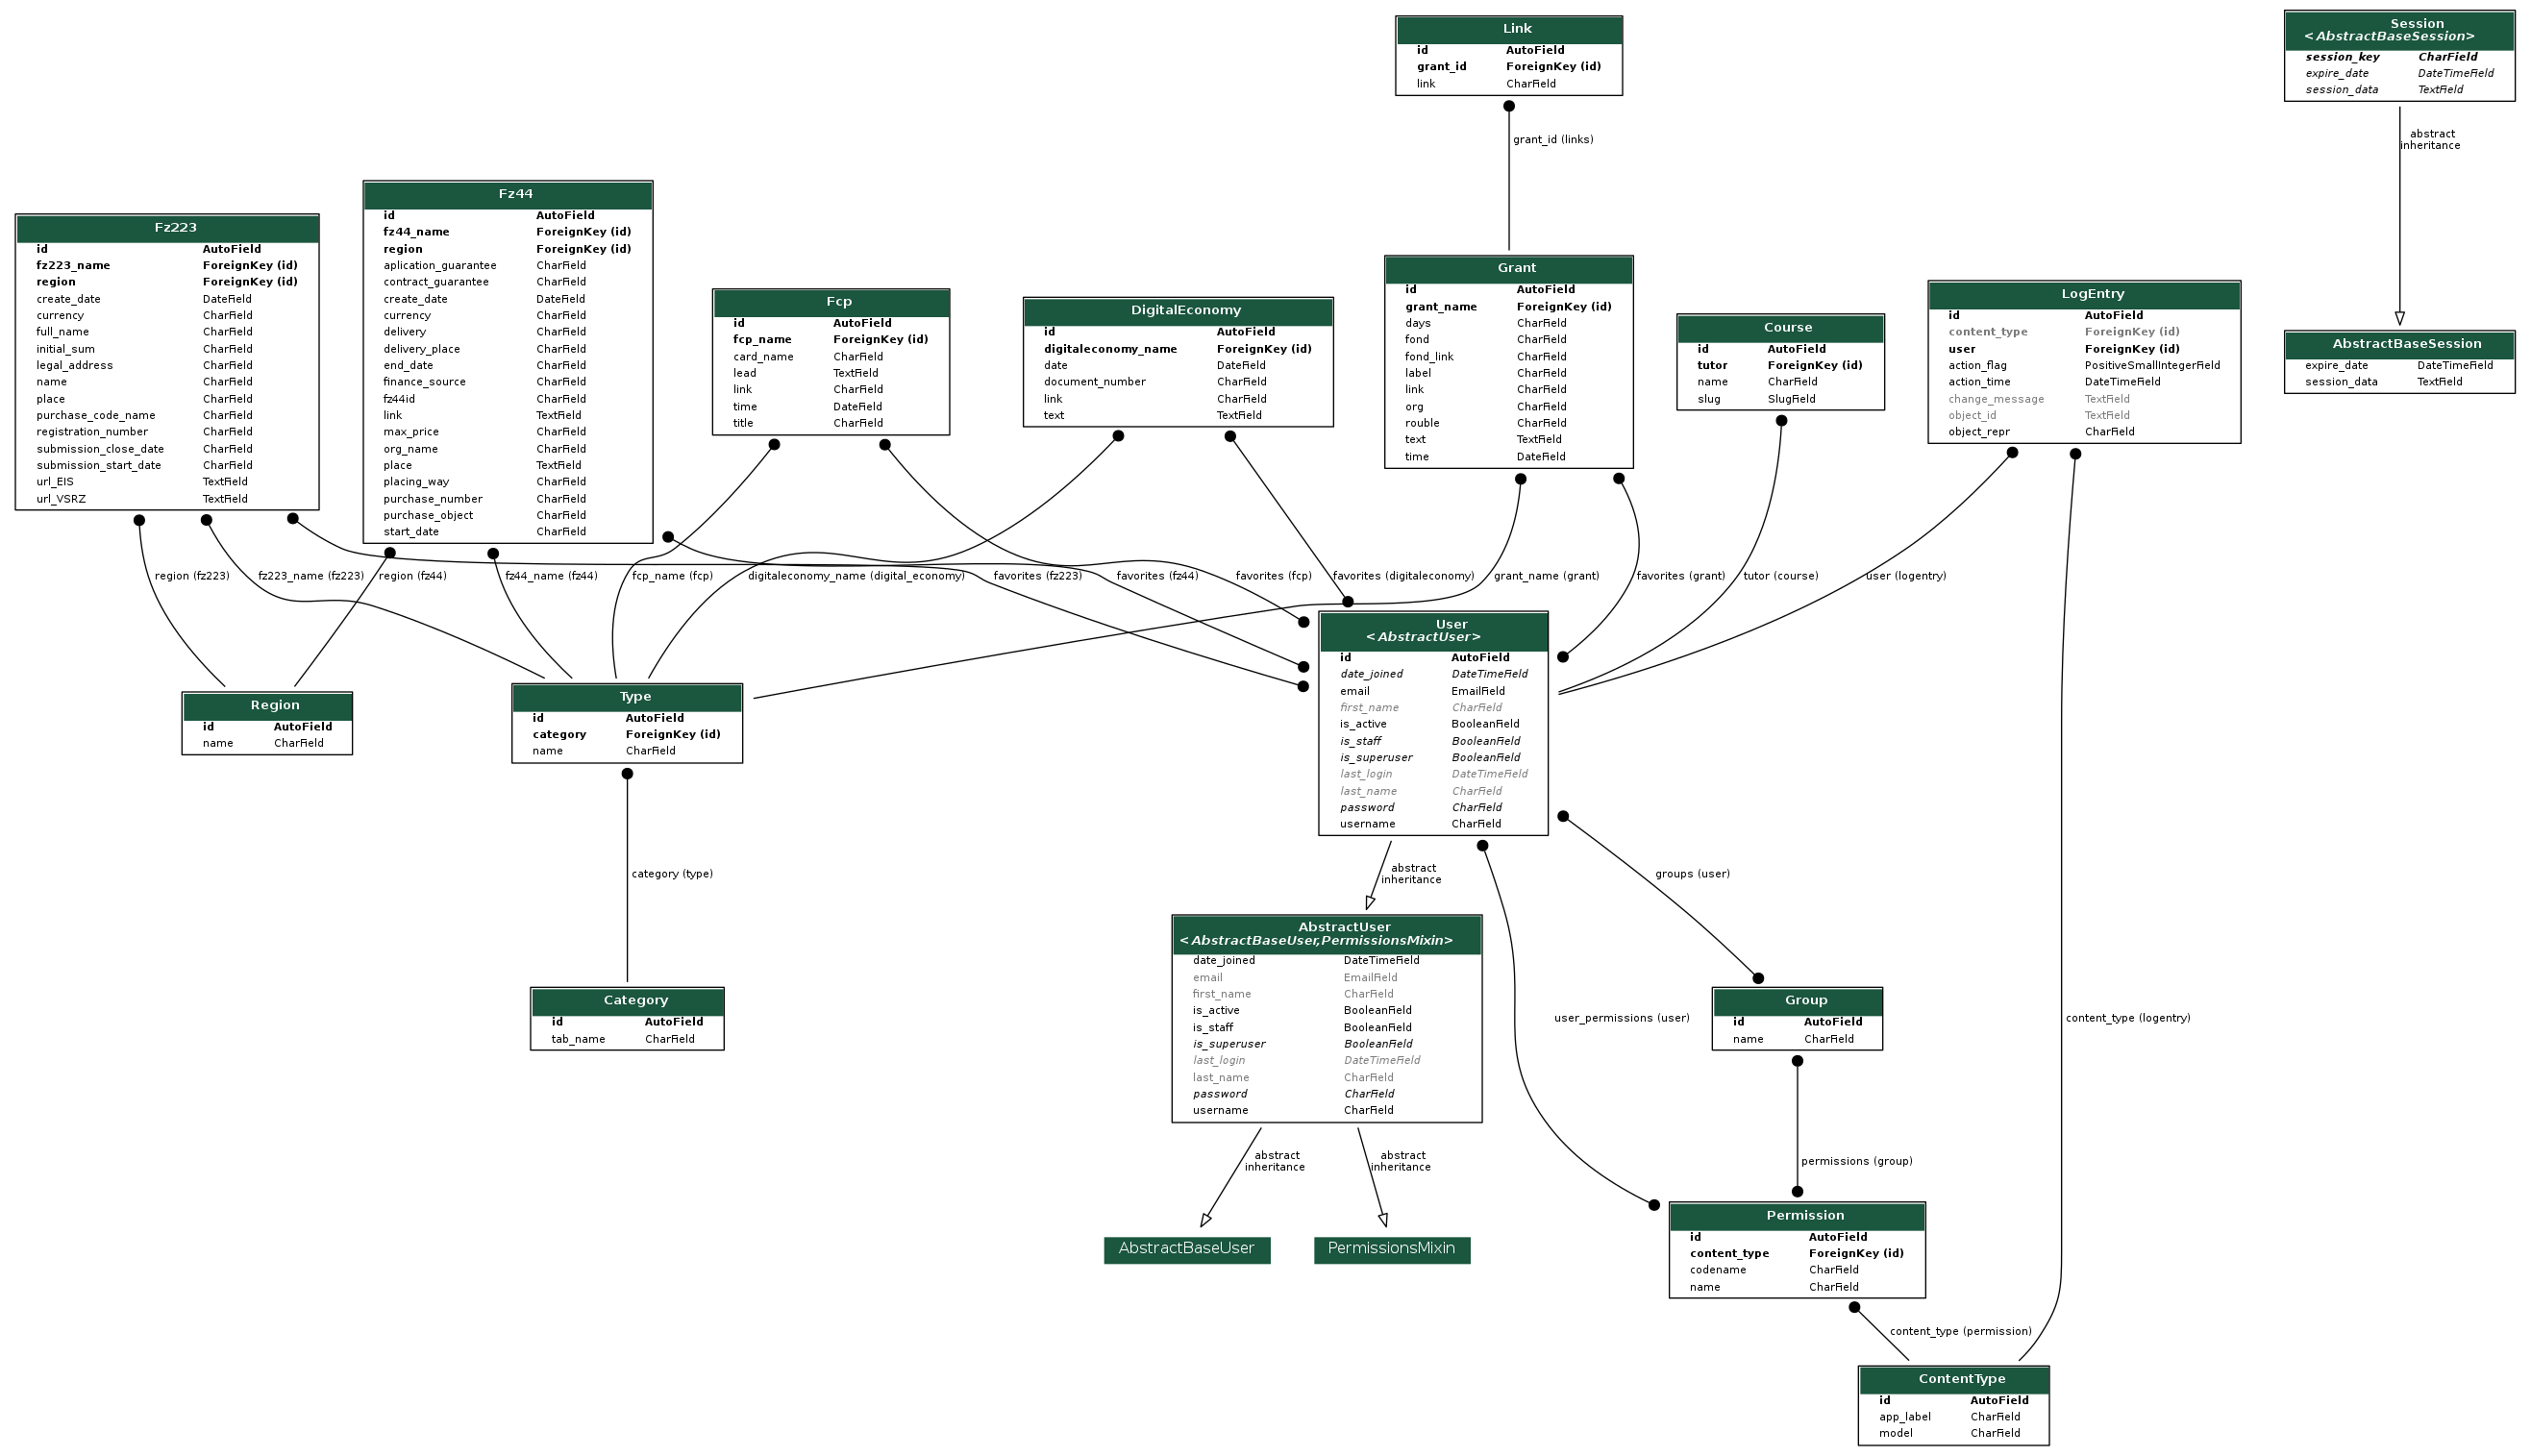 Link
id AutoField
grant_id ForeignKey (id)
link CharField
Session
<AbstractBaseSession>
session_key CharField
expire_date DateTimeField
session_data TextField
grant_id (links)
abstract
inheritance
Fz223
id AutoField
fz223_name ForeignKey (id)
region ForeignKey (id)
create_date DateField
currency CharField
full_name CharField
initial_sum CharField
legal_address CharField
name CharField
place CharField
purchase_code_name CharField
registration_number CharField
submission_close_date CharField
submission_start_date CharField
url_EIS TextField
url_VSRZ TextField
Fz44
id AutoField
fz44_name ForeignKey (id)
region ForeignKey (id)
aplication_guarantee CharField
contract_guarantee CharField
create_date DateField
currency CharField
delivery CharField
delivery_place CharField
end_date CharField
finance_source CharField
fz44id CharField
link TextField
max_price CharField
org_name CharField
place TextField
placing_way CharField
purchase_number CharField
purchase_object CharField
start_date CharField
Fcp
id AutoField
fcp_name ForeignKey (id)
card_name CharField
lead TextField
link CharField
time DateField
title CharField
DigitalEconomy
id AutoField
digitaleconomy_name ForeignKey (id)
date DateField
document_number CharField
link CharField
text TextField
Grant
id AutoField
grant_name ForeignKey (id)
days CharField
fond CharField
fond_link CharField
label CharField
link CharField
org CharField
rouble CharField
text TextField
time DateField
Course
id AutoField
tutor ForeignKey (id)
name CharField
slug SlugField
LogEntry
id AutoField
content_type ForeignKey (id)
user ForeignKey (id)
action_flag PositiveSmallIntegerField
action_time DateTimeField
change_message TextField
object_id TextField
object_repr CharField
AbstractBaseSession
expire_date DateTimeField
session_data TextField
region (fz223)
fz223_name (fz223)
region (fz44)
fz44_name (fz44)
fcp_name (fcp)
digitaleconomy_name (digital_economy)
favorites (fz223)
favorites (fz44)
favorites (fcp)
favorites (digitaleconomy)
grant_name (grant)
favorites (grant)
tutor (course)
user (logentry)
Region
id AutoField
name CharField
Type
id AutoField
category ForeignKey (id)
name CharField
User
<AbstractUser>
id AutoField
date_joined DateTimeField
email EmailField
first_name CharField
is_active BooleanField
is_staff BooleanField
is_superuser BooleanField
last_login DateTimeField
last_name CharField
password CharField
username CharField
category (type)
abstract
inheritance
groups (user)
AbstractUser
<AbstractBaseUser,PermissionsMixin>
date_joined DateTimeField
email EmailField
first_name CharField
is_active BooleanField
is_staff BooleanField
is_superuser BooleanField
last_login DateTimeField
last_name CharField
password CharField
username CharField
Category
id AutoField
tab_name CharField
user_permissions (user)
Group
id AutoField
name CharField
content_type (logentry)
abstract
inheritance
abstract
inheritance
permissions (group)
AbstractBaseUser
PermissionsMixin
Permission
id AutoField
content_type ForeignKey (id)
codename CharField
name CharField
content_type (permission)
ContentType
id AutoField
app_label CharField
model CharField